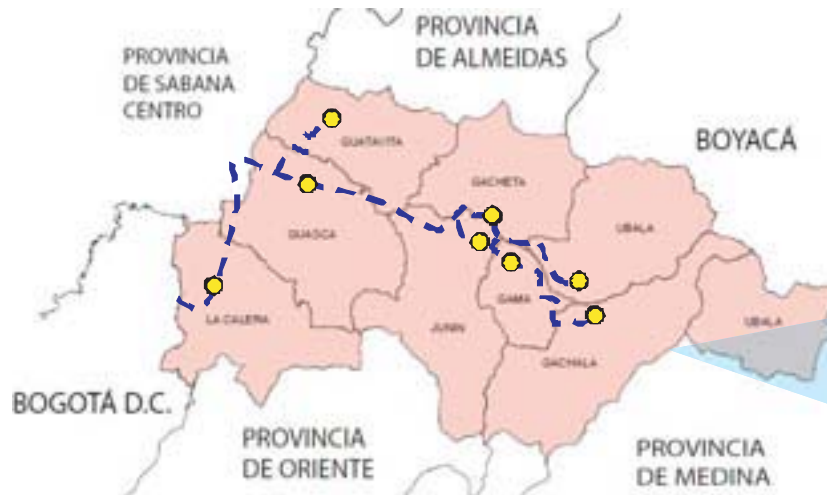 PROVINCIA
DE SABANA
CENTRO
PROVINCIA
DE ALMEIDAS
BOYACÁ
GUATAVITA
GACHETA
GUASCA
UBALA
GAMA
JUNIN
UBALA
LA CALERA
GACHALA
BOGOTÁ D.C.
PROVINCIA
DE ORIENTE
PROVINCIA
DE MEDINA